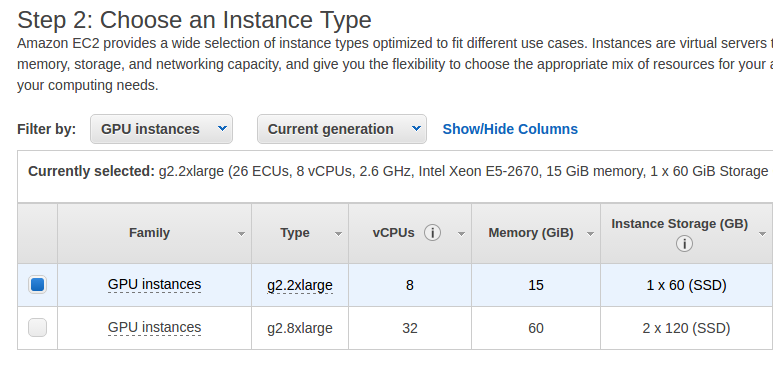 Step 2: Choose an Instance Type
Amazon EC2 provides a wide selection of instance types optimized to fit different use cases. Instances are virtual servers
memory, storage, and networking capacity, and give you the flexibility to choose the appropriate mix of resources for your
your computing needs.
Filter by: GPU instances Current generation Show/Hide Columns
Currently selected: g2.2xlarge (26 ECUs, 8 vCPUs, 2.6 GHz, Intel Xeon E5-2670, 15 GiB memory, 1 x 60 GiB Storage
Family Type vCPUs Memory (GiB) Instance Storage (GB)
GPU instances g2.2xlarge 8 15 1 x 60 (SSD)
GPU instances g2.8xlarge 32 60 2 x 120 (SSD)